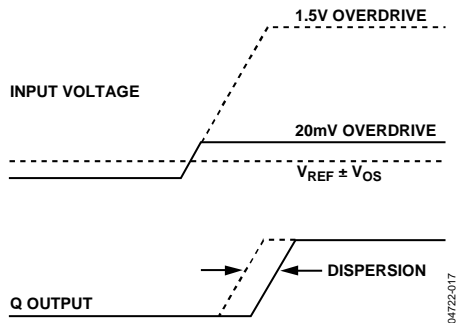 1.5V OVERDRIVE
INPUT VOLTAGE
20mV OVERDRIVE
VREF ± VOS
DISPERSION
Q OUTPUT
04722-017